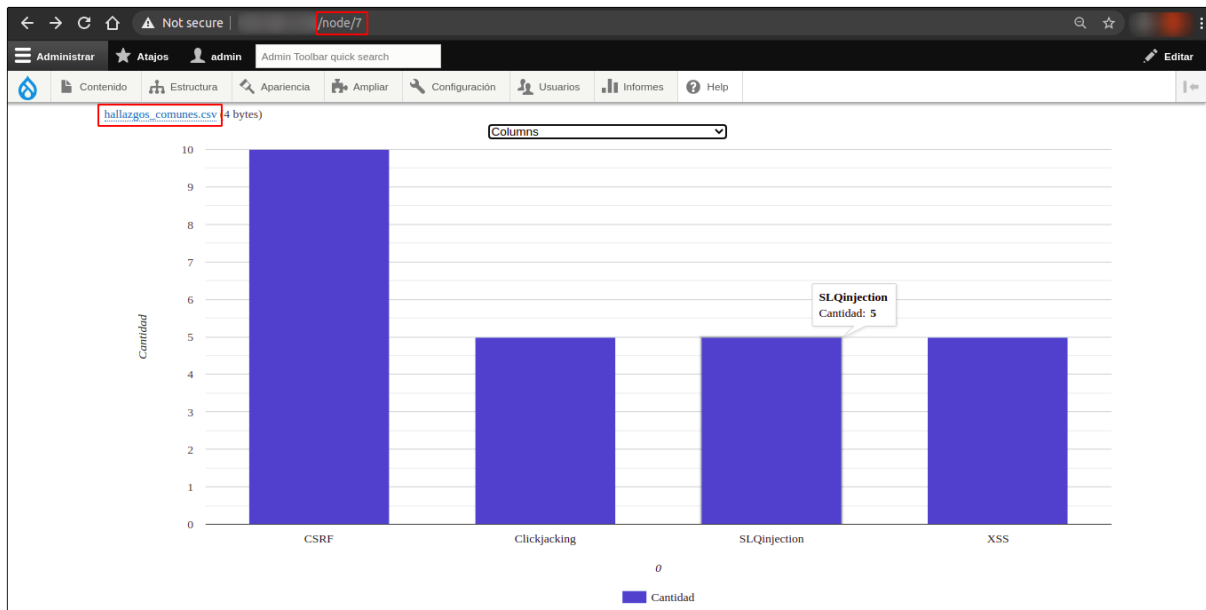 Not secure /node/7
Administrar Atajos admin Admin Toolbar quick search Editar
Contenido Estructura Apariencia Ampliar Configuración Usuarios Informes Help
hallazgos_comunes.csv (4 bytes)
Columns
10
9
8
7
6
5
4
3
2
1
0
Cantidad
SLQinjection
Cantidad: 5
CSRF Clickjacking SLQinjection XSS
0
Cantidad